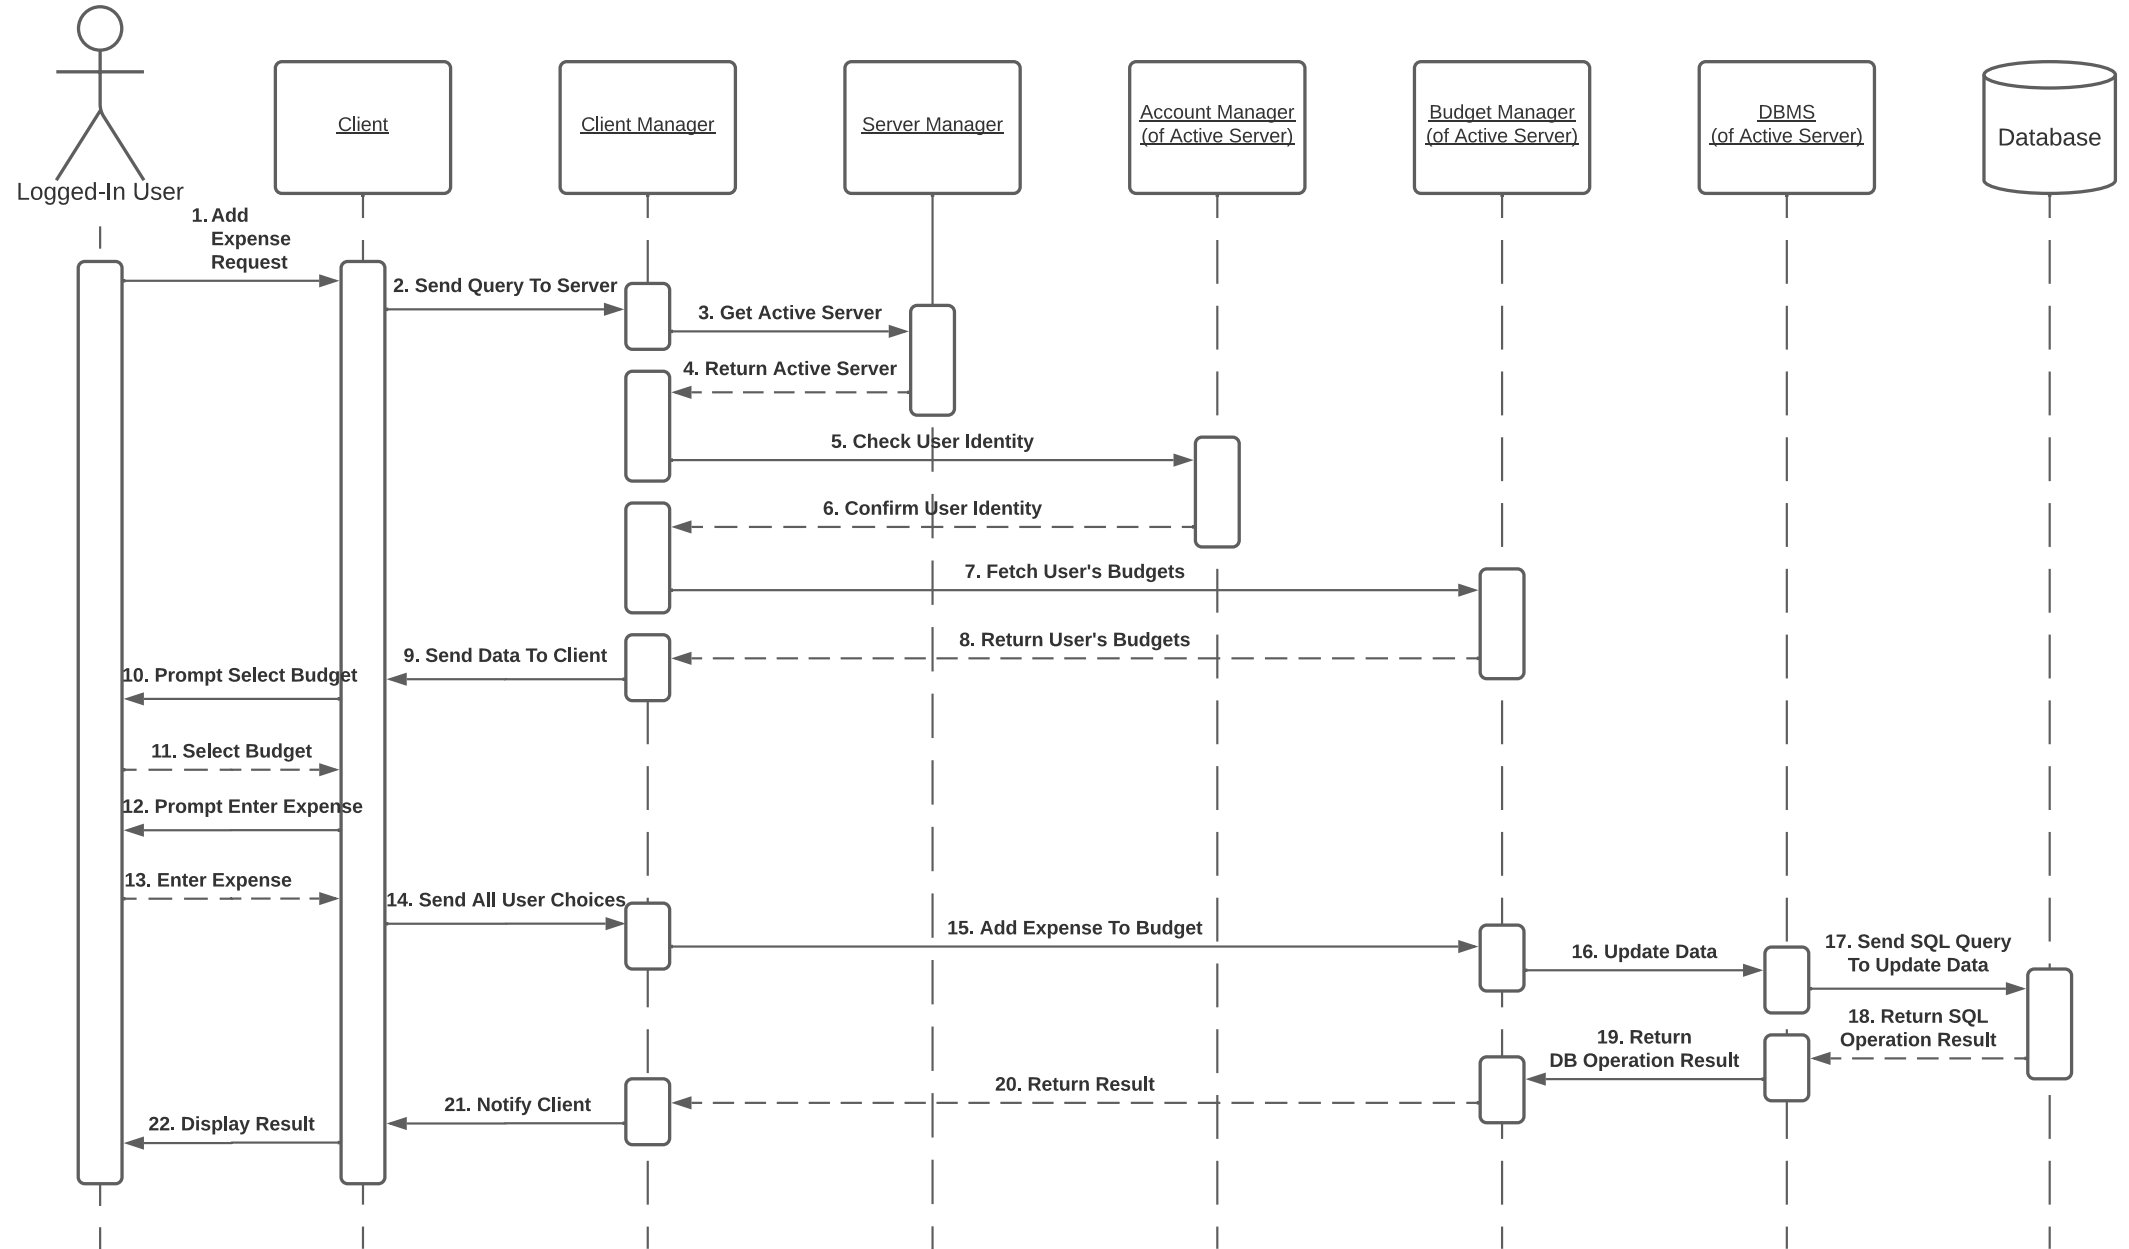 Logged-In User
Client
Client Manager
Server Manager
Account Manager
(of Active Server)
Budget Manager
(of Active Server)
DBMS
(of Active Server)
Database
1. Add
Expense
Request
2. Send Query To Server
3. Get Active Server
4. Return Active Server
5. Check User Identity
6. Confirm User Identity
7. Fetch User's Budgets
8. Return User's Budgets
9. Send Data To Client
10. Prompt Select Budget
11. Select Budget
12. Prompt Enter Expense
13. Enter Expense
14. Send All User Choices
15. Add Expense To Budget
16. Update Data
17. Send SQL Query
To Update Data
18. Return SQL
Operation Result
19. Return
DB Operation Result
20. Return Result
21. Notify Client
22. Display Result